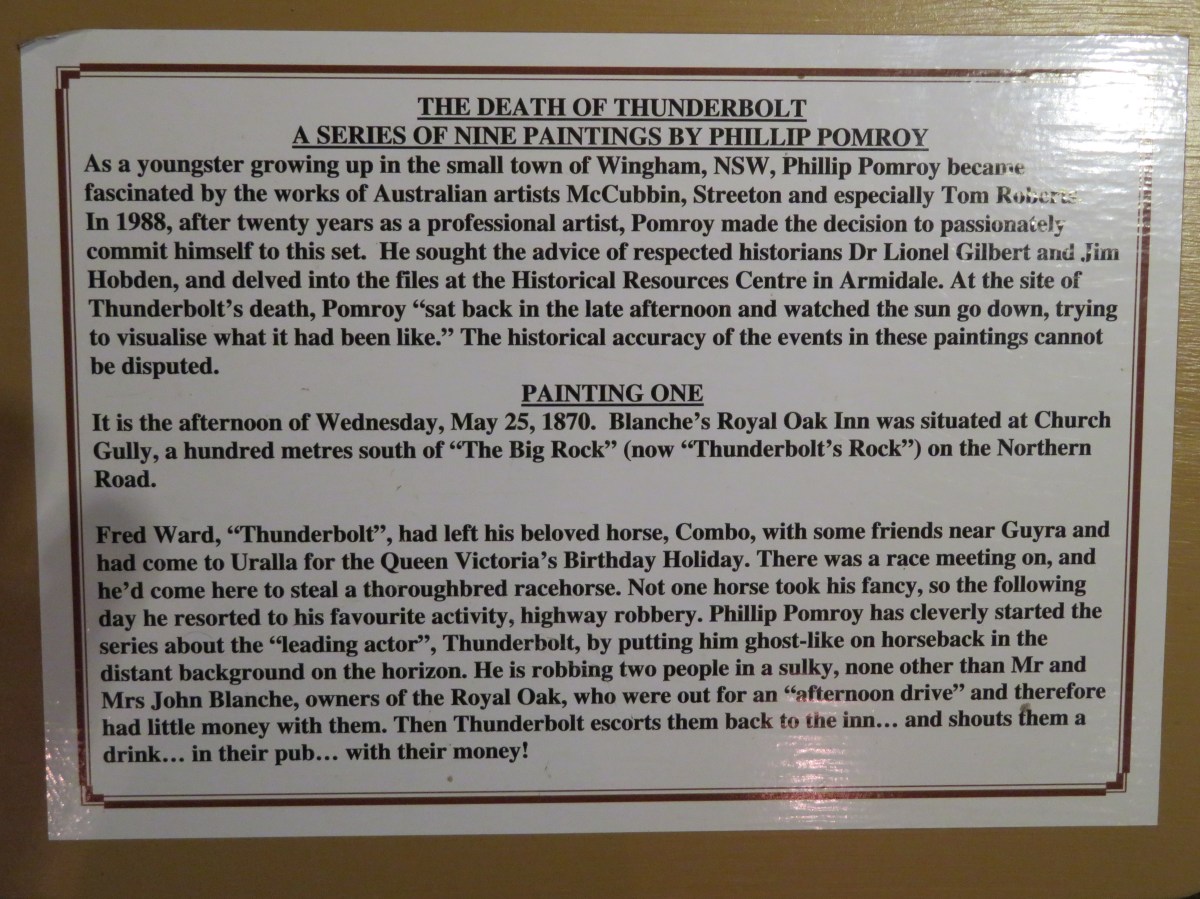 THE DEATH OF THUNDERBOLT
A SERIES OF NINE PAINTINGS BY PHILLIP POMROY
As a youngster growing up in the small town of Wingham, NSW, Phillip Pomroy became
fascinated by the works of Australian artists McCubbin, Streeton and especially Tom Roberts.
In 1988, after twenty years as a professional artist, Pomroy made the decision to passionately
commit himself to this set.  He sought the advice of respected historians Dr Lionel Gilbert and Jim
Hobden, and delved into the files at the Historical Resources Centre in Armidale. At the site of
Thunderbolt's death, Pomroy “sat back in the late afternoon and watched the sun go down, trying
to visualise what it had been like.” The historical accuracy of the events in these paintings cannot
be disputed.
PAINTING ONE
It is the afternoon of Wednesday, May 25, 1870.  Blanche's Royal Oak Inn was situated at Church
Gully, a hundred metres south of “The Big Rock” (now “Thunderbolt's Rock”) on the Northern
Road.
Fred Ward, “Thunderbolt”, had left his beloved horse, Combo, with some friends near Guyra and
had come to Uralla for the Queen Victoria's Birthday Holiday. There was a race meeting on, and
he'd come here to steal a thoroughbred racehorse. Not one horse took his fancy, so the following
day he resorted to his favourite activity, highway robbery. Phillip Pomroy has cleverly started the
series about the “leading actor”, Thunderbolt, by putting him ghost-like on horseback in the
distant background on the horizon. He is robbing two people in a sulky, none other than Mr and
Mrs John Blanche, owners of the Royal Oak, who were out for an “afternoon drive” and therefore
had little money with them. Then Thunderbolt escorts them back to the inn… and shouts them a
drink… in their pub… with their money!